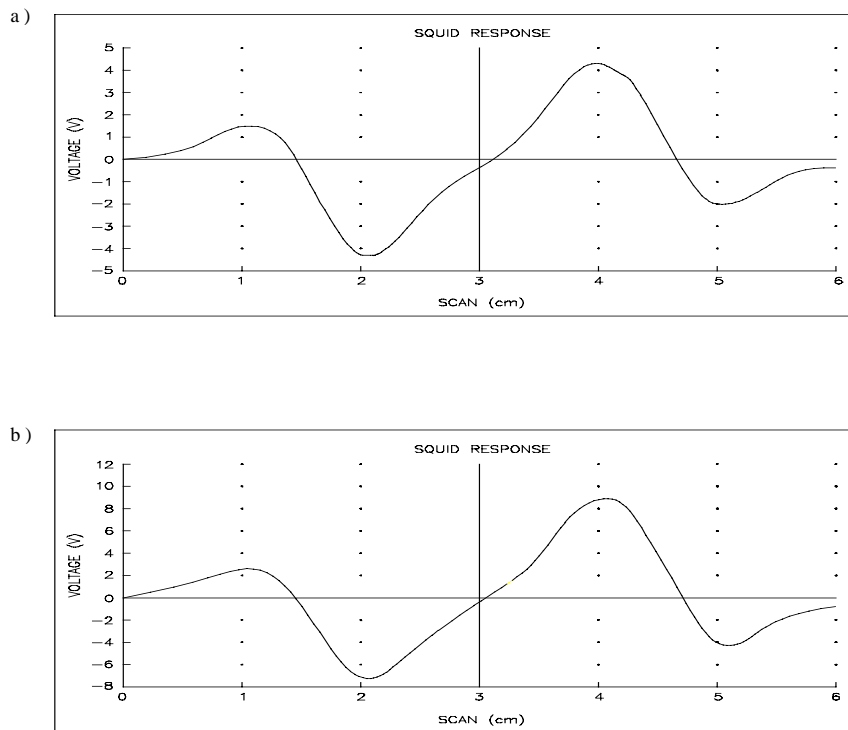 a )
SQUID RESPONSE
5
4
3
2
1
0
−1
−2
−3
−4
−5
VOLTAGE (V)
0 1 2 3 4 5 6
SCAN (cm)
b )
SQUID RESPONSE
12
10
8
6
4
2
0
−2
−4
−6
−8
VOLTAGE (V)
0 1 2 3 4 5 6
SCAN (cm)